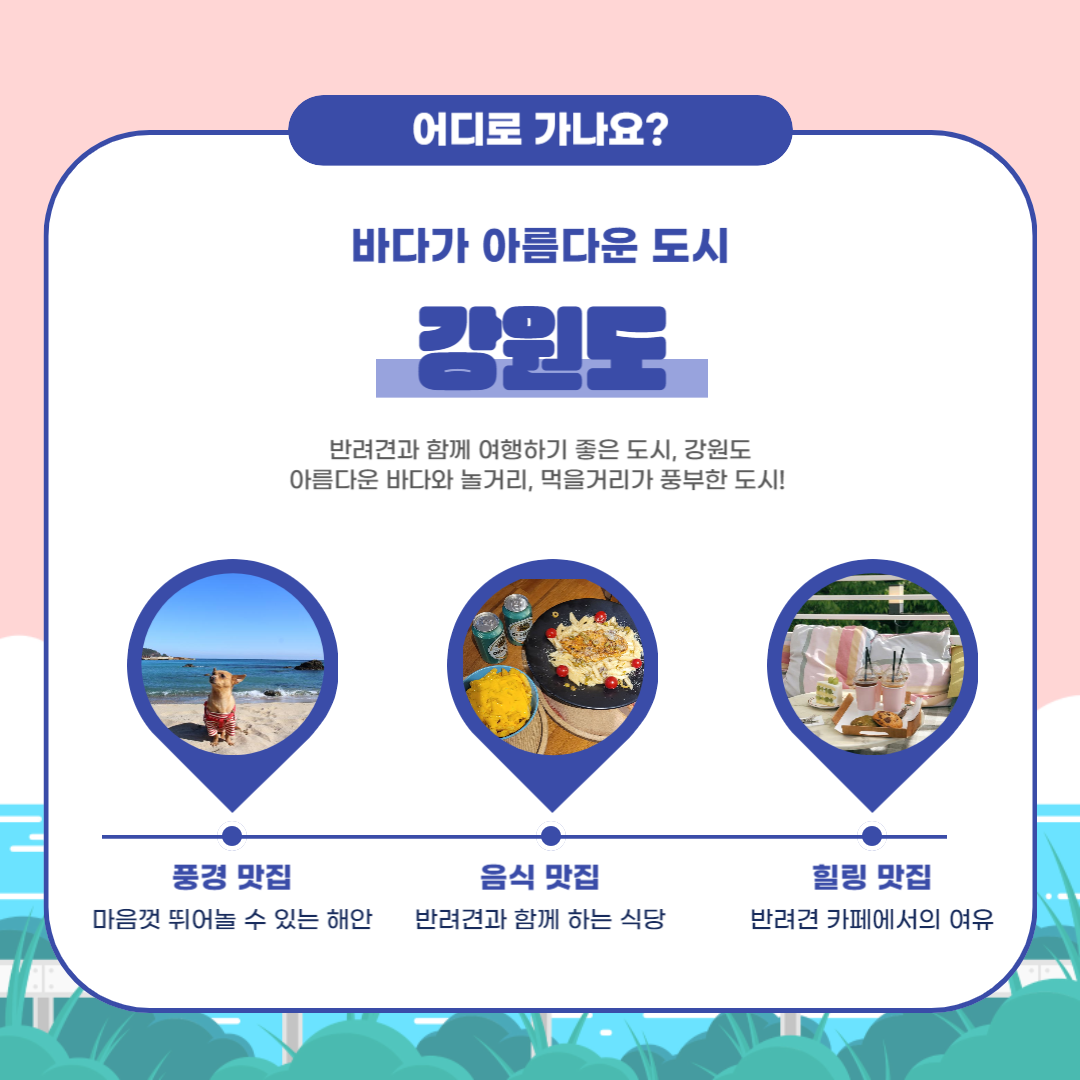 어디로 가나요?
바다가 아름다운 도시
강원도
반려견과 함께 여행하기 좋은 도시, 강원도
아름다운 바다와 놀거리, 먹을거리가 풍부한 도시!
풍경 맛집
마음껏 뛰어놀 수 있는 해안
음식 맛집
반려견과 함께 하는 식당
힐링 맛집
반려견 카페에서의 여유